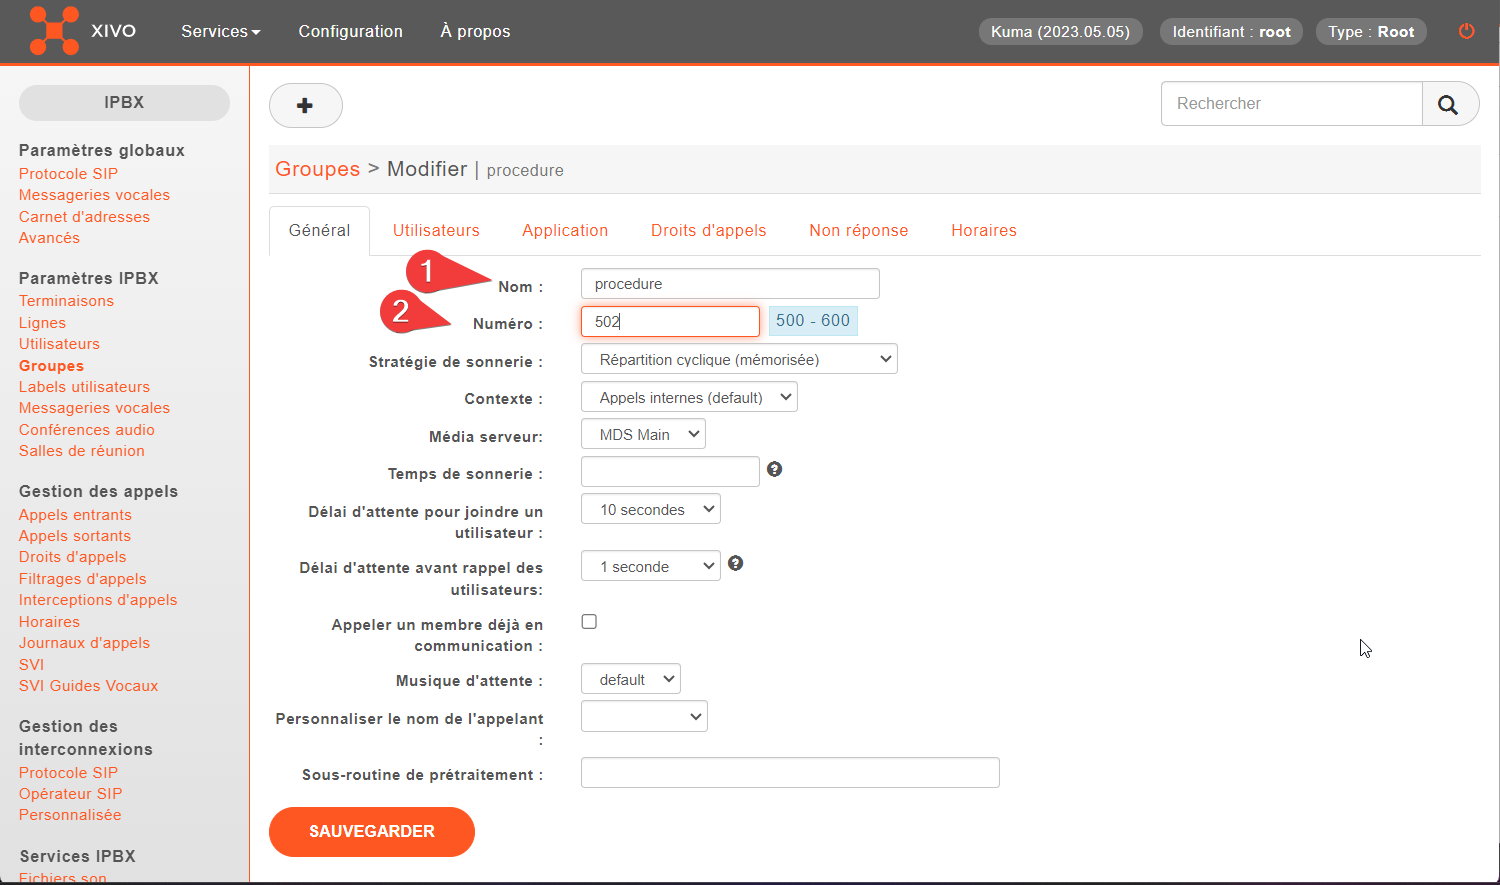 XIVO Services Configuration À propos Kuma (2023.05.05) Identifiant : root Type : Root
IPBX
Paramètres globaux
Protocole SIP
Messageries vocales
Carnet d'adresses
Avancés
Paramètres IPBX
Terminaisons
Lignes
Utilisateurs
Groupes
Labels utilisateurs
Messageries vocales
Conférences audio
Salles de réunion
Gestion des appels
Appels entrants
Appels sortants
Droits d'appels
Filtrages d'appels
Interceptions d'appels
Horaires
Journaux d'appels
SVI
SVI Guides Vocaux
Gestion des
interconnexions
Protocole SIP
Opérateur SIP
Personnalisée
Services IPBX
Fichiers son
Rechercher
Groupes > Modifier | procedure
Général Utilisateurs Application Droits d'appels Non réponse Horaires
1 Nom : procedure
2 Numéro : 502 500 - 600
Stratégie de sonnerie : Répartition cyclique (mémorisée)
Contexte : Appels internes (default)
Média serveur: MDS Main
Temps de sonnerie :
Délai d'attente pour joindre un
utilisateur : 10 secondes
Délai d'attente avant rappel des
utilisateurs: 1 seconde
Appeler un membre déjà en
communication :
Musique d'attente : default
Personnaliser le nom de l'appelant
:
Sous-routine de prétraitement :
SAUVEGARDER